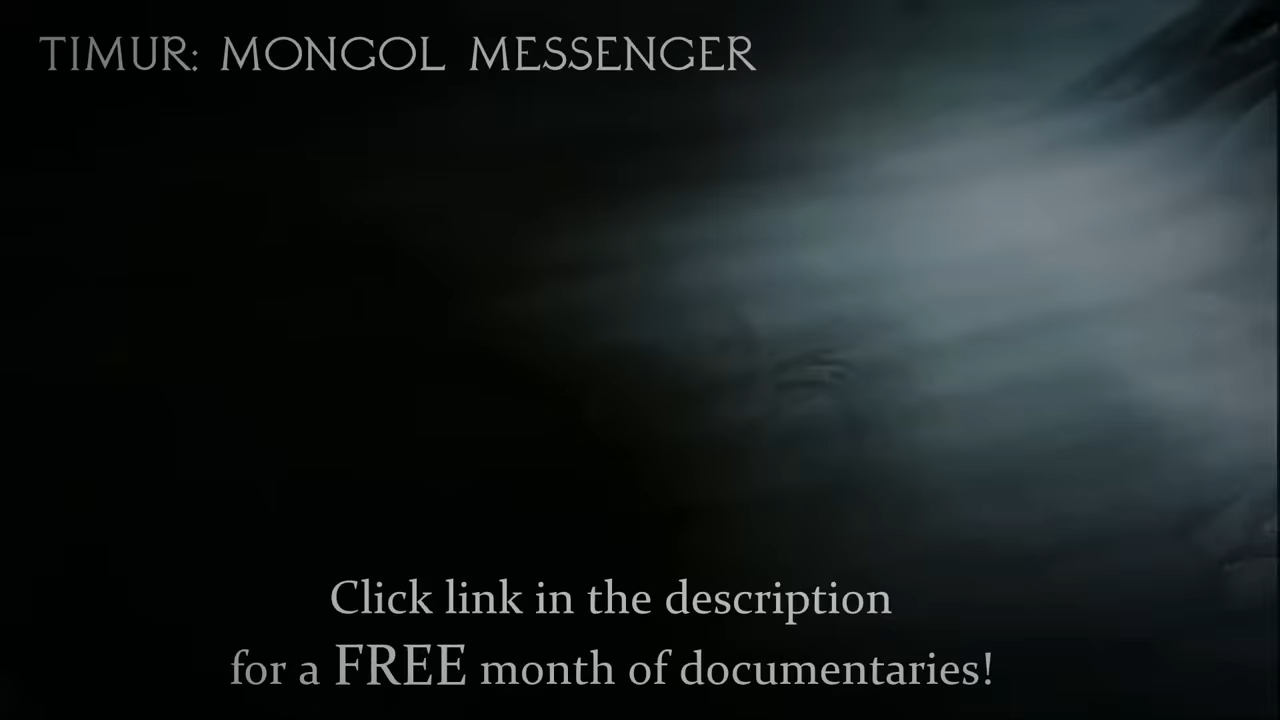 TIMUR: MONGOL MESSENGER
Click link in the description
for a FREE month of documentaries!